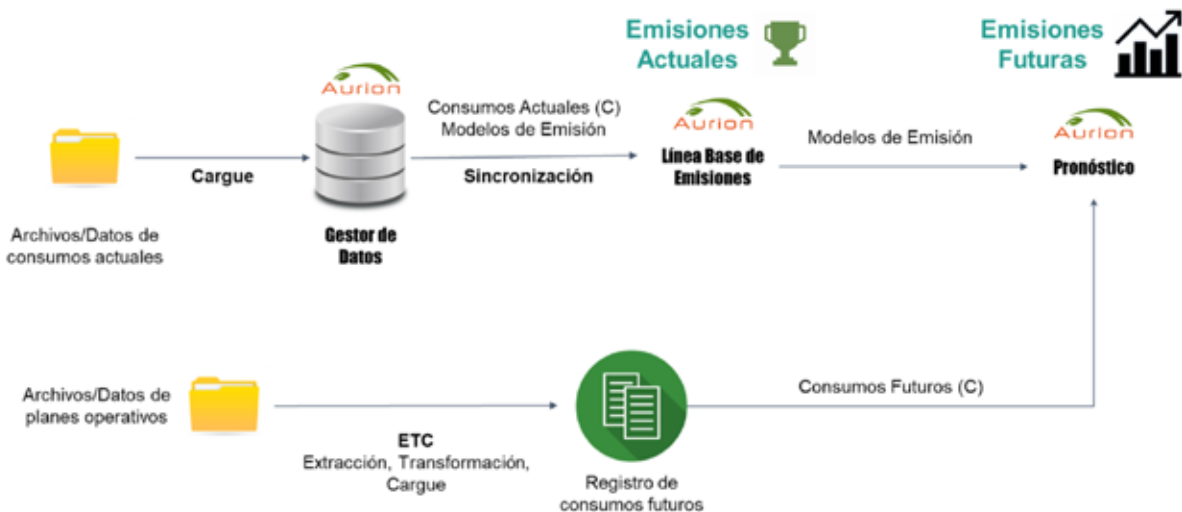 Emisiones
Actuales
Emisiones
Futuras
Aurion
Consumos Actuales (C)
Modelos de Emisión
Aurion
Modelos de Emisión
Aurion
Cargue
Sincronización
Línea Base de
Emisiones
Pronóstico
Archivos/Datos de
consumos actuales
Gestor de
Datos
Archivos/Datos de
planes operativos
Consumos Futuros (C)
ETC
Extracción, Transformación,
Cargue
Registro de
consumos futuros